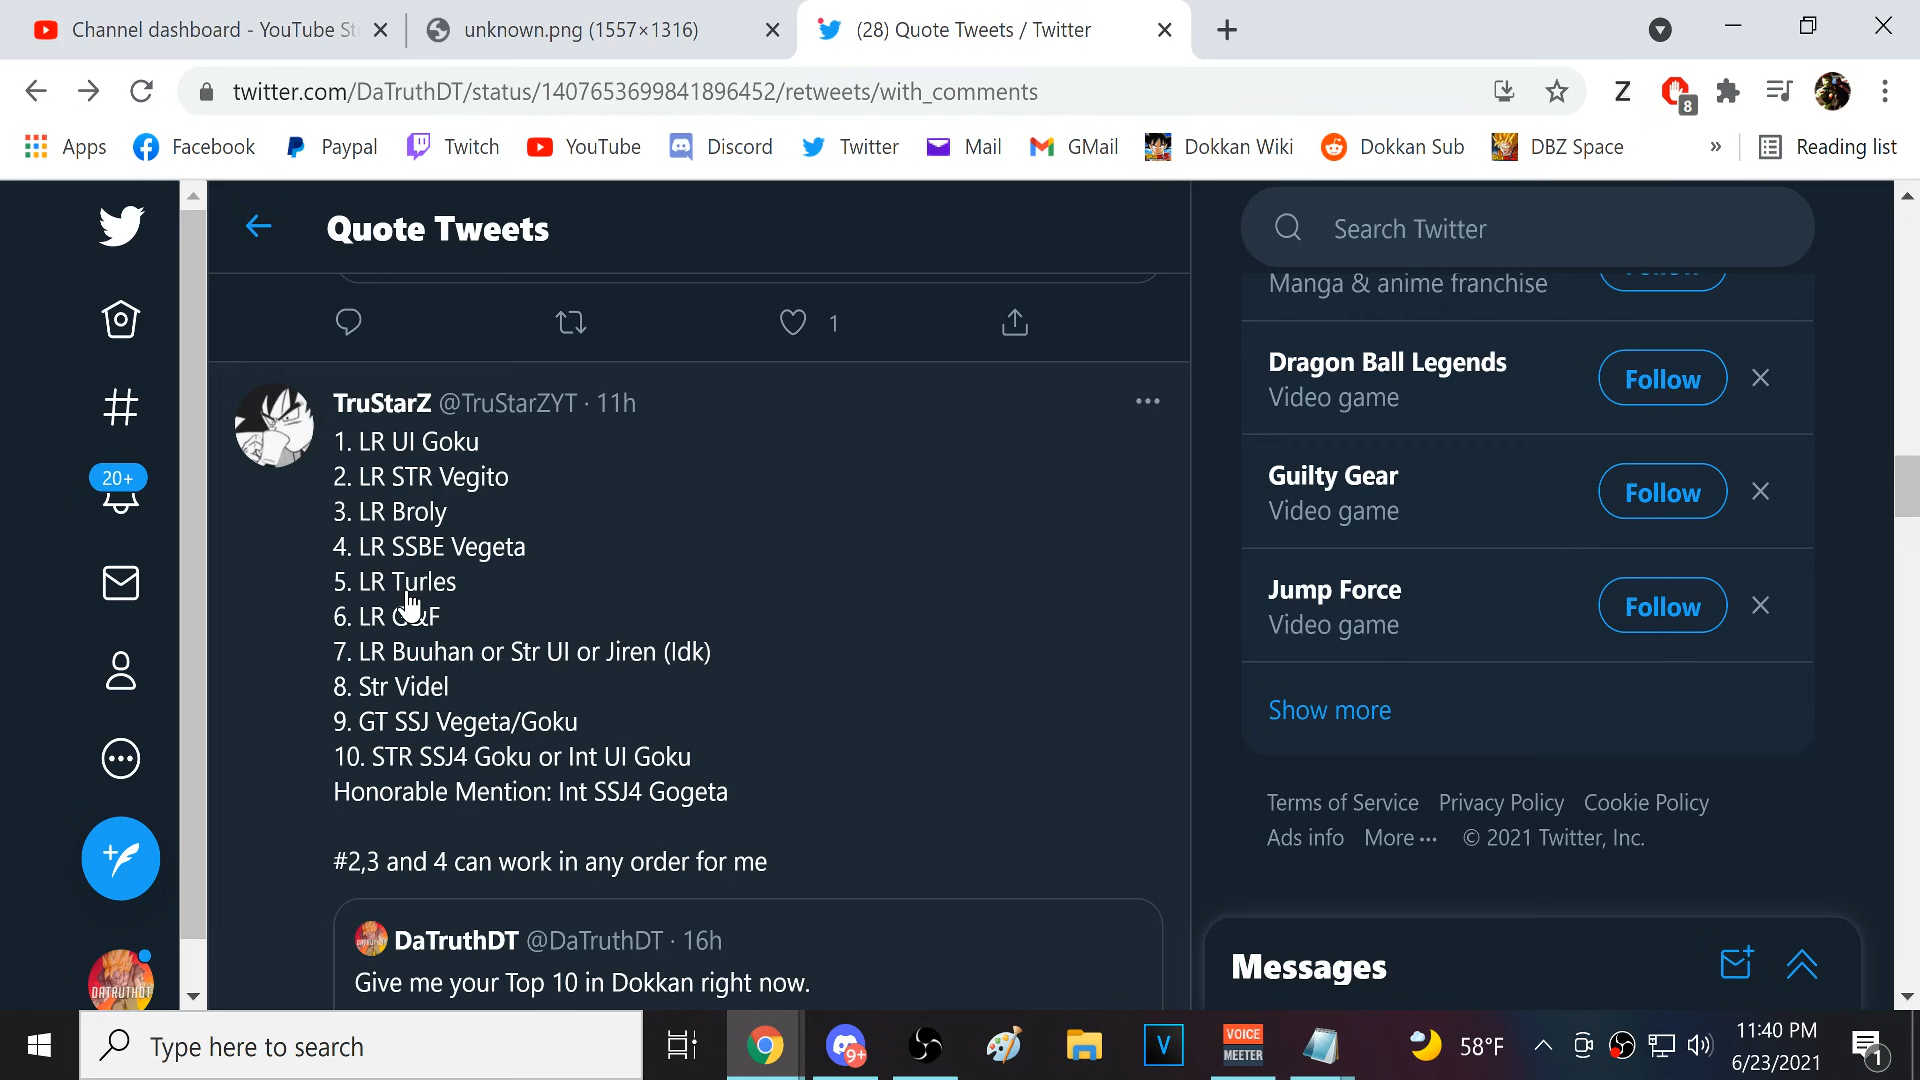 Channel dashboard - YouTube St
unknown.png (1557×1316)
(28) Quote Tweets / Twitter
twitter.com/DaTruthDT/status/1407653699841896452/retweets/with_comments
Z
8
Apps
Facebook
Paypal
Twitch
YouTube
Discord
Twitter
Mail
GMail
Dokkan Wiki
Dokkan Sub
DBZ Space
»
Reading list
Quote Tweets
Search Twitter
1
20+
TruStarZ @TruStarZYT · 11h
1. LR UI Goku
2. LR STR Vegito
3. LR Broly
4. LR SSBE Vegeta
5. LR Turles
6. LR
7. LR Buuhan or Str UI or Jiren (Idk)
8. Str Videl
9. GT SSJ Vegeta/Goku
10. STR SSJ4 Goku or Int UI Goku
Honorable Mention: Int SSJ4 Gogeta
#2,3 and 4 can work in any order for me
DaTruthDT @DaTruthDT · 16h
Give me your Top 10 in Dokkan right now.
Manga & anime franchise
Dragon Ball Legends
Video game
Follow
Guilty Gear
Video game
Follow
Jump Force
Video game
Follow
Show more
Terms of Service Privacy Policy Cookie Policy
Ads info More ··· © 2021 Twitter, Inc.
Messages
DATRUTHDT
Type here to search
9+
V
VOICE
MEETER
58°F
11:40 PM
6/23/2021
1